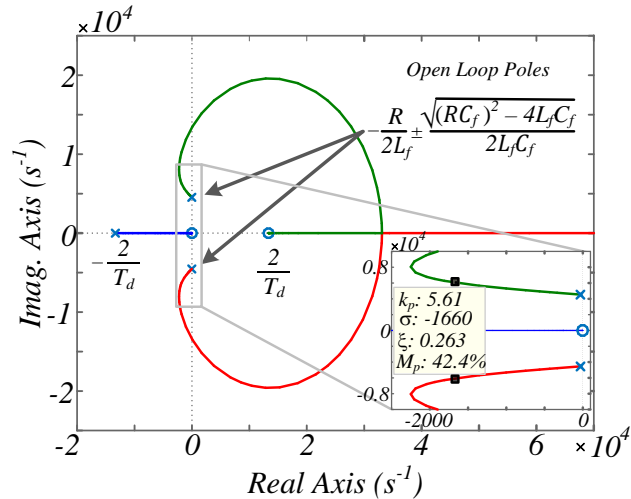 ×10⁴
2
1
0
-1
-2
-2
0
2
4
6
×10⁴
Imag. Axis (s⁻¹)
Real Axis (s⁻¹)
Open Loop Poles
-R/2L_f ± √((RC_f)² - 4L_fC_f)/2L_fC_f
-2/T_d
2/T_d
×10⁴
0.8
0
-0.8
-2000
0
k_p: 5.61
σ: -1660
ξ: 0.263
M_p: 42.4%